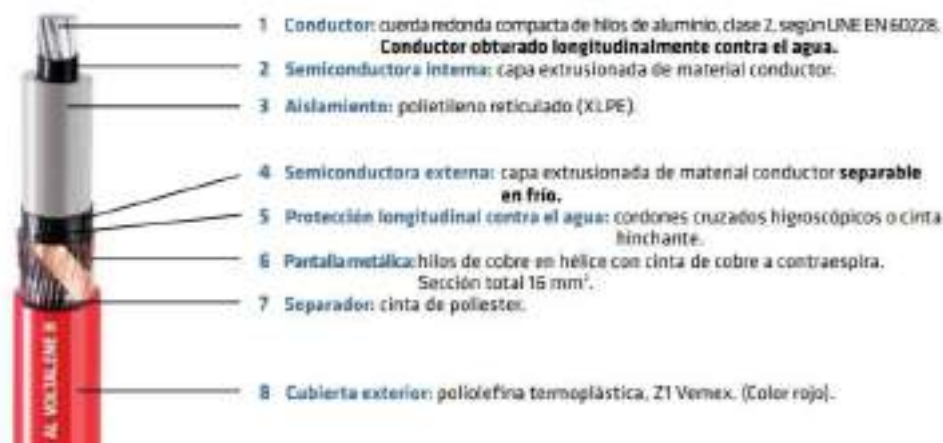 1 Conductor: cuerda redonda compacta de hilos de aluminio, clase 2, según UNE EN 60228.
Conductor obturado longitudinalmente contra el agua.
2 Semiconductora interna: capa extrusionada de material conductor.
3 Aislamiento: polietileno reticulado (XLPE)
4 Semiconductora externa: capa extrusionada de material conductor separable
en frío.
5 Protección longitudinal contra el agua: cordones cruzados higroscópicos o cinta
hinchante.
6 Pantalla metálica: hilos de cobre en hélice con cinta de cobre a contraespira.
Sección total 16 mm².
7 Separador: cinta de poliester.
8 Cubierta exterior: poliolefina termoplástica, Z1 Vemex. (Color rojo).
AL VOLTALENE H